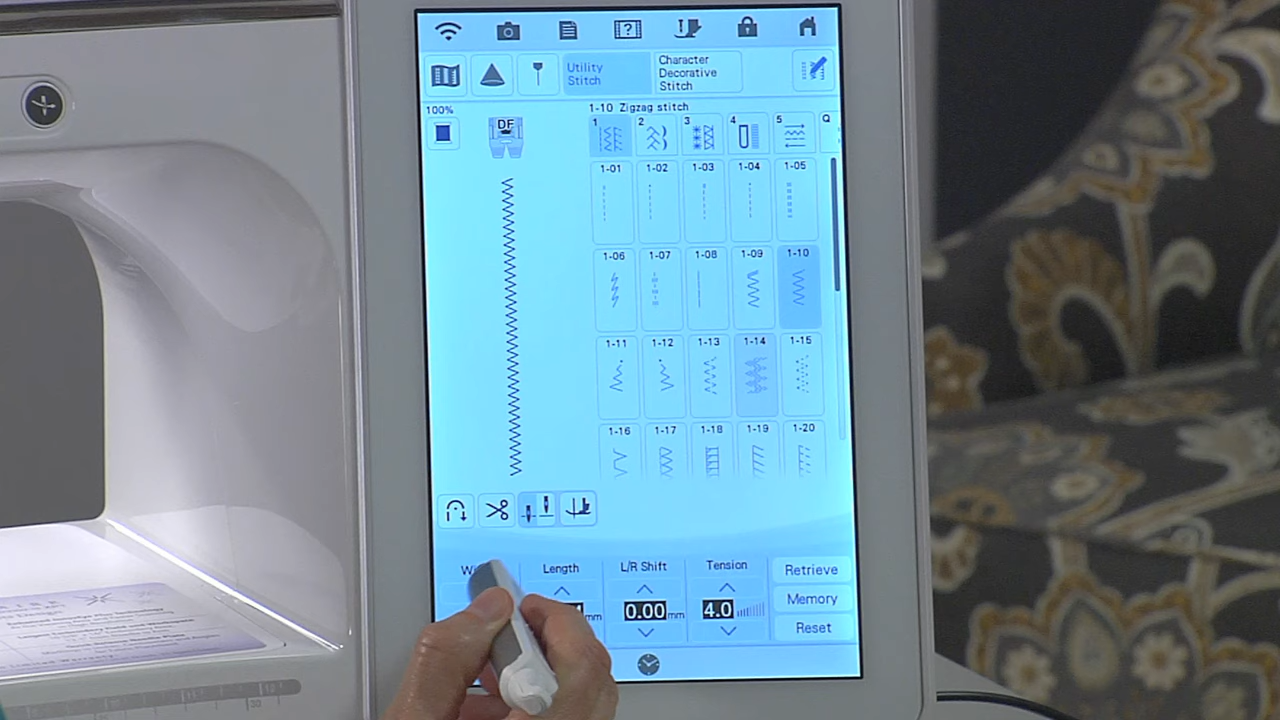 Utility
Stitch
Character
Decorative
Stitch
100%
1-10 Zigzag stitch
DF
1
2
3
4
5
Q
1-01
1-02
1-03
1-04
1-05
1-06
1-07
1-08
1-09
1-10
1-11
1-12
1-13
1-14
1-15
1-16
1-17
1-18
1-19
1-20
Length
L/R Shift
Tension
Retrieve
mm
0.00 mm
4.0
Memory
Reset